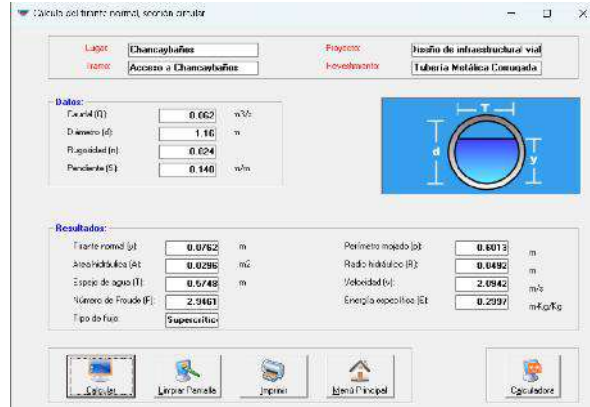 Cálculo del tirante normal, sección circular
Lugar: Chancaybaños Proyecto: Diseño de infraestructural vial
Tramo: Acceso a Chancaybaños Revestimiento: Tubería Metálica Corrugada
Datos:
Caudal (Q): 0.062 m3/s
Diámetro (d): 1.16 m
Rugosidad (n): 0.024
Pendiente (S): 0.140 m/m
T
d
y
Resultados:
Tirante normal (y): 0.0762 m Perímetro mojado (p): 0.6013 m
Area hidráulica (A): 0.0296 m2 Radio hidráulico (R): 0.0492 m
Espejo de agua (T): 0.5748 m Velocidad (v): 2.0942 m/s
Número de Froude (F): 2.9461 Energía específica (E): 0.2997 m-Kg/Kg
Tipo de flujo: Supercrítico
Calcular Limpiar Pantalla Imprimir Menú Principal Calculadora